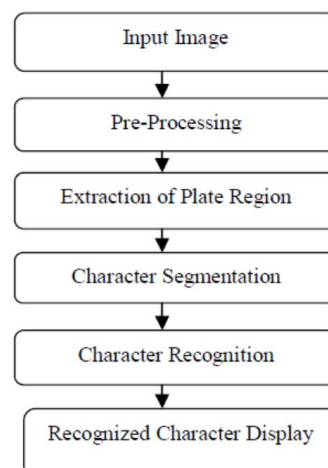 Input Image
Pre-Processing
Extraction of Plate Region
Character Segmentation
Character Recognition
Recognized Character Display